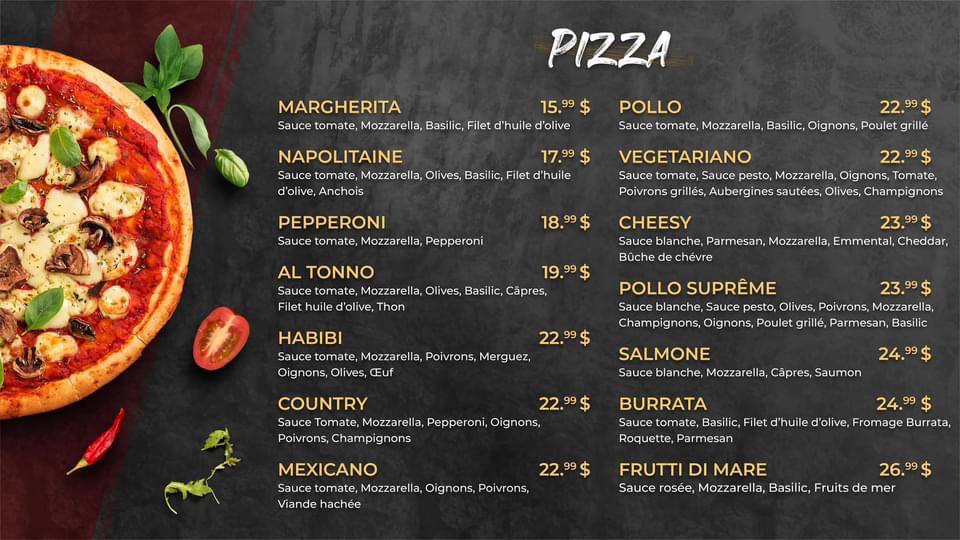 PIZZA
MARGHERITA 15.99 $
Sauce tomate, Mozzarella, Basilic, Filet d'huile d'olive
NAPOLITAINE 17.99 $
Sauce tomate, Mozzarella, Olives, Basilic, Filet d'huile
d'olive, Anchois
PEPPERONI 18.99 $
Sauce tomate, Mozzarella, Pepperoni
AL TONNO 19.99 $
Sauce tomate, Mozzarella, Olives, Basilic, Câpres,
Filet huile d'olive, Thon
HABIBI 22.99 $
Sauce tomate, Mozzarella, Poivrons, Merguez,
Oignons, Olives, Œuf
COUNTRY 22.99 $
Sauce Tomate, Mozzarella, Pepperoni, Oignons,
Poivrons, Champignons
MEXICANO 22.99 $
Sauce tomate, Mozzarella, Oignons, Poivrons,
Viande hachée
POLLO 22.99 $
Sauce tomate, Mozzarella, Basilic, Oignons, Poulet grillé
VEGETARIANO 22.99 $
Sauce tomate, Sauce pesto, Mozzarella, Oignons, Tomate,
Poivrons grillés, Aubergines sautées, Olives, Champignons
CHEESY 23.99 $
Sauce blanche, Parmesan, Mozzarella, Emmental, Cheddar,
Bûche de chévre
POLLO SUPRÊME 23.99 $
Sauce blanche, Sauce pesto, Olives, Poivrons, Mozzarella,
Champignons, Oignons, Poulet grillé, Parmesan, Basilic
SALMONE 24.99 $
Sauce blanche, Mozzarella, Câpres, Saumon
BURRATA 24.99 $
Sauce tomate, Basilic, Filet d'huile d'olive, Fromage Burrata,
Roquette, Parmesan
FRUTTI DI MARE 26.99 $
Sauce rosée, Mozzarella, Basilic, Fruits de mer